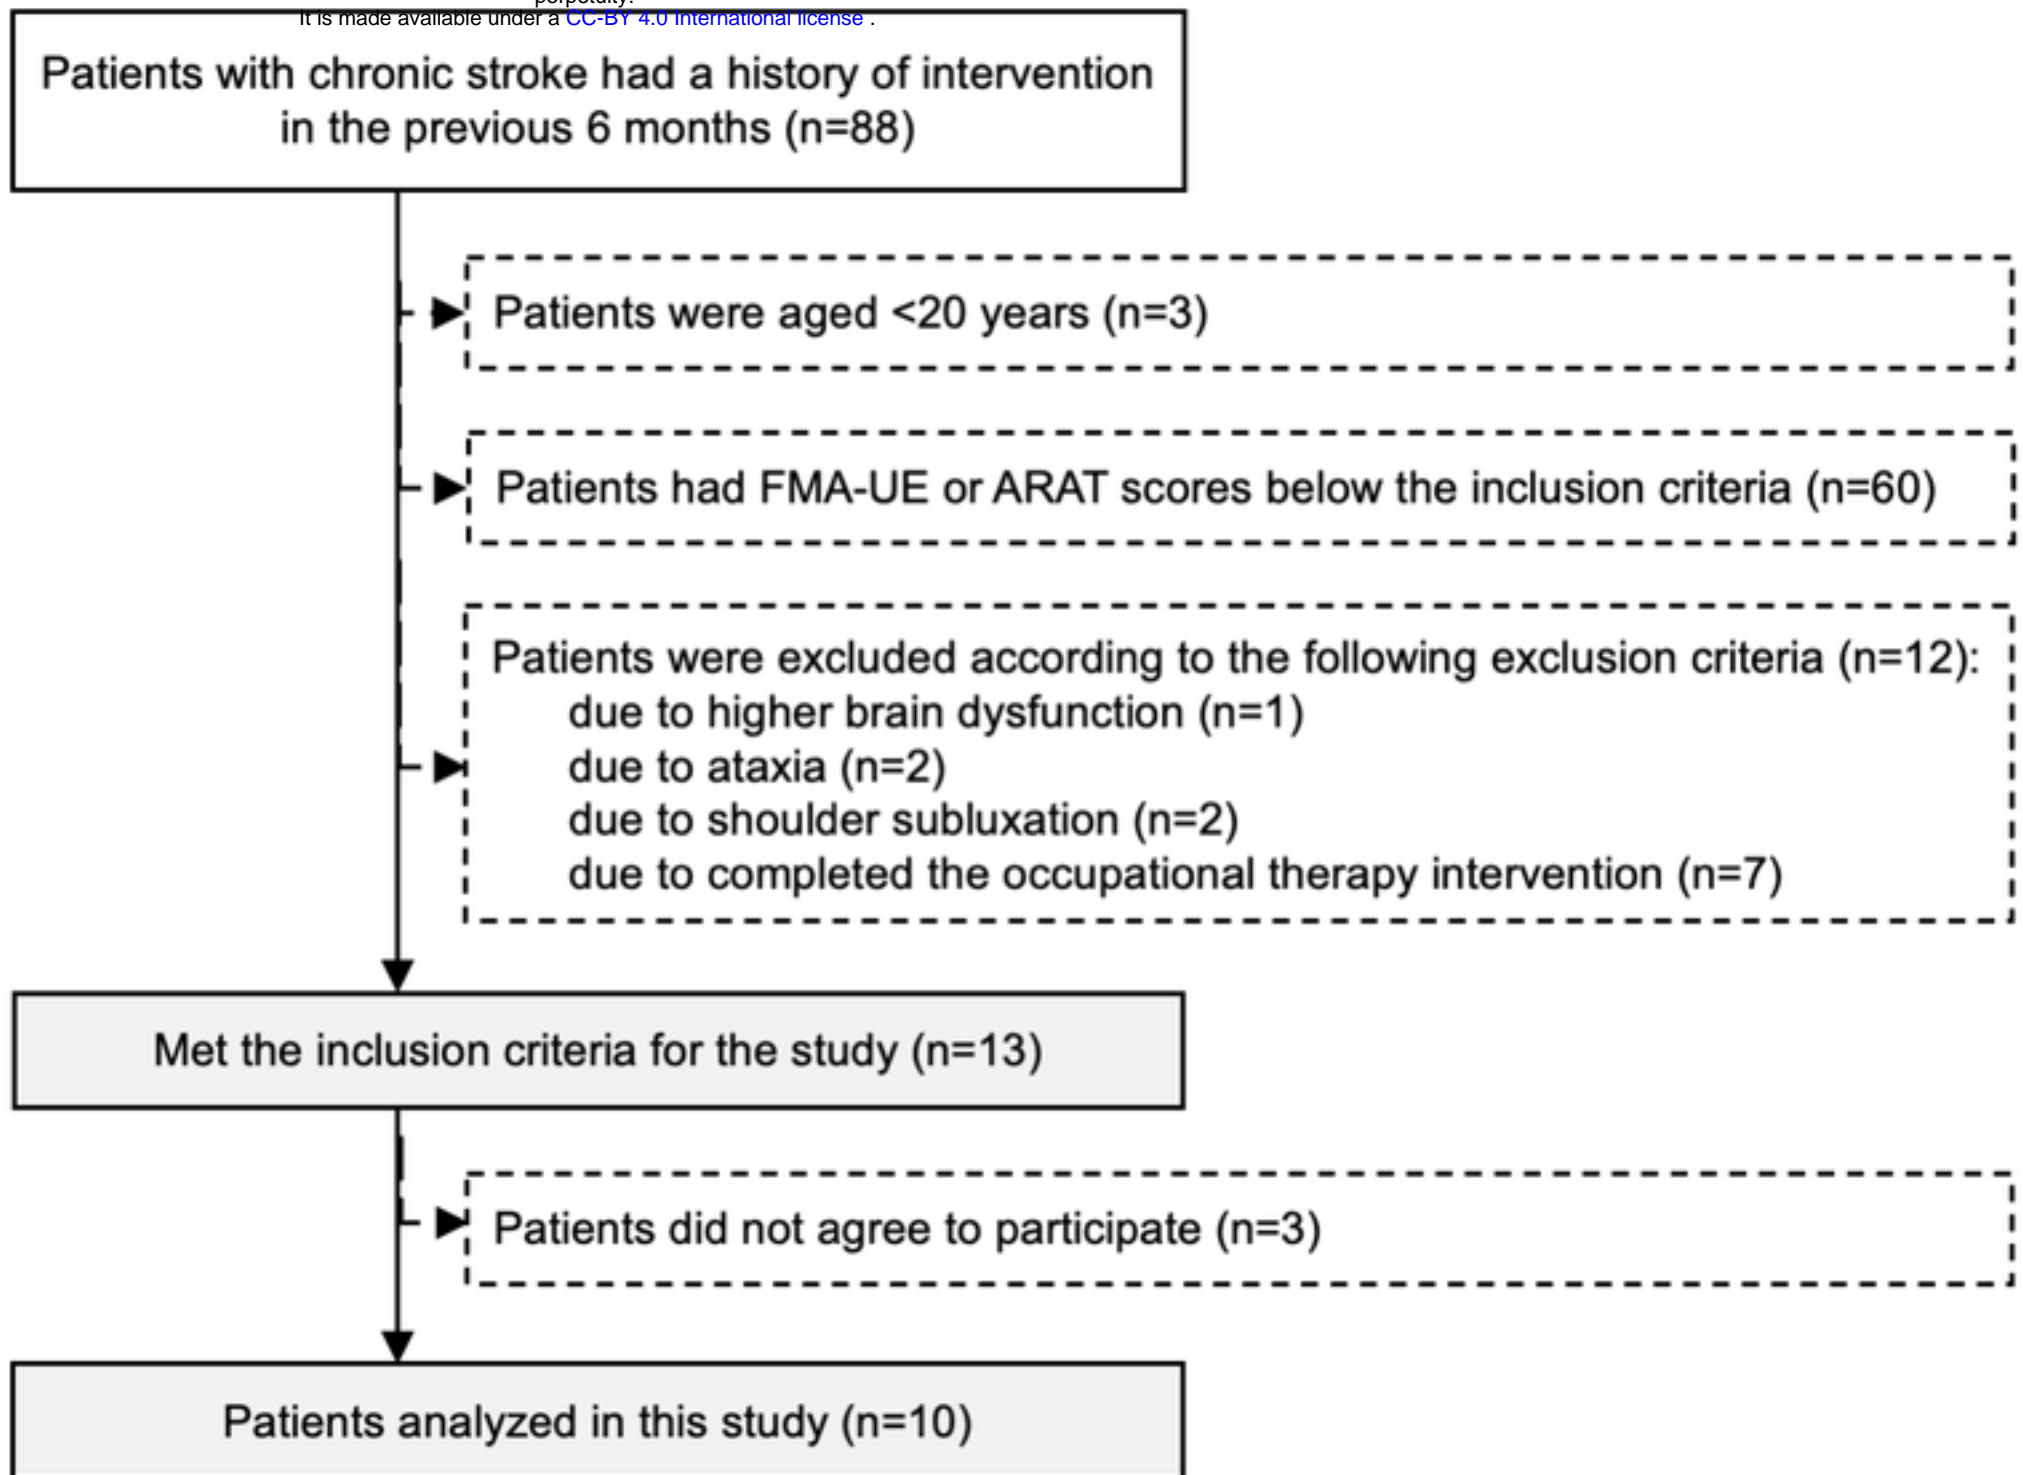 perpetuity.
It is made available under a CC-BY 4.0 International license .
Patients with chronic stroke had a history of intervention
in the previous 6 months (n=88)
Patients were aged <20 years (n=3)
Patients had FMA-UE or ARAT scores below the inclusion criteria (n=60)
Patients were excluded according to the following exclusion criteria (n=12):
due to higher brain dysfunction (n=1)
due to ataxia (n=2)
due to shoulder subluxation (n=2)
due to completed the occupational therapy intervention (n=7)
Met the inclusion criteria for the study (n=13)
Patients did not agree to participate (n=3)
Patients analyzed in this study (n=10)